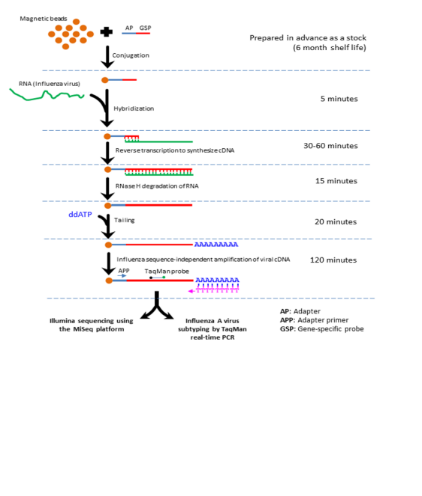 Magnetic beads
AP GSP
Prepared in advance as a stock
(6 month shelf life)
Conjugation
RNA (Influenza virus)
5 minutes
Hybridization
30-60 minutes
Reverse transcription to synthesize cDNA
15 minutes
RNase H degradation of RNA
ddATP
Tailing
20 minutes
AAAAAAAAA
Influenza sequence-independent amplification of viral cDNA
120 minutes
APP TaqMan probe
AAAAAAAAA
Illumina sequencing using
the MiSeq platform
Influenza A virus
subtyping by TaqMan
real-time PCR
AP: Adapter
APP: Adapter primer
GSP: Gene-specific probe